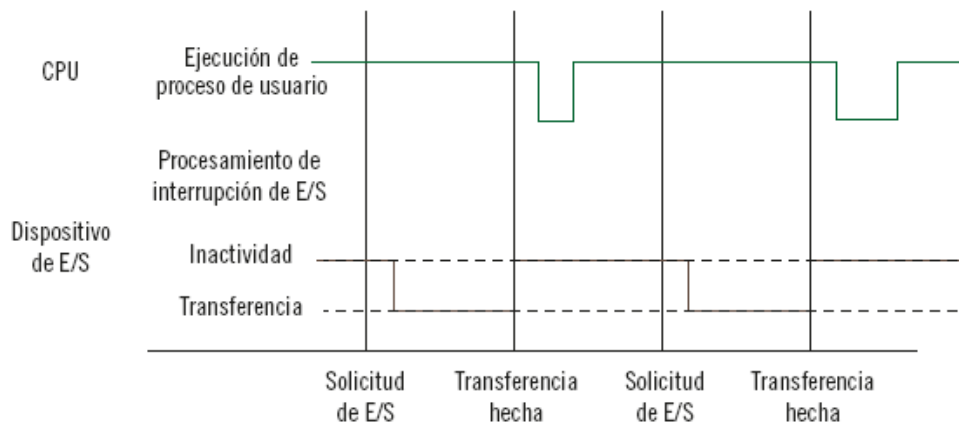 CPU
Ejecución de
proceso de usuario
Procesamiento de
interrupción de E/S
Dispositivo
de E/S
Inactividad
Transferencia
Solicitud
de E/S
Transferencia
hecha
Solicitud
de E/S
Transferencia
hecha